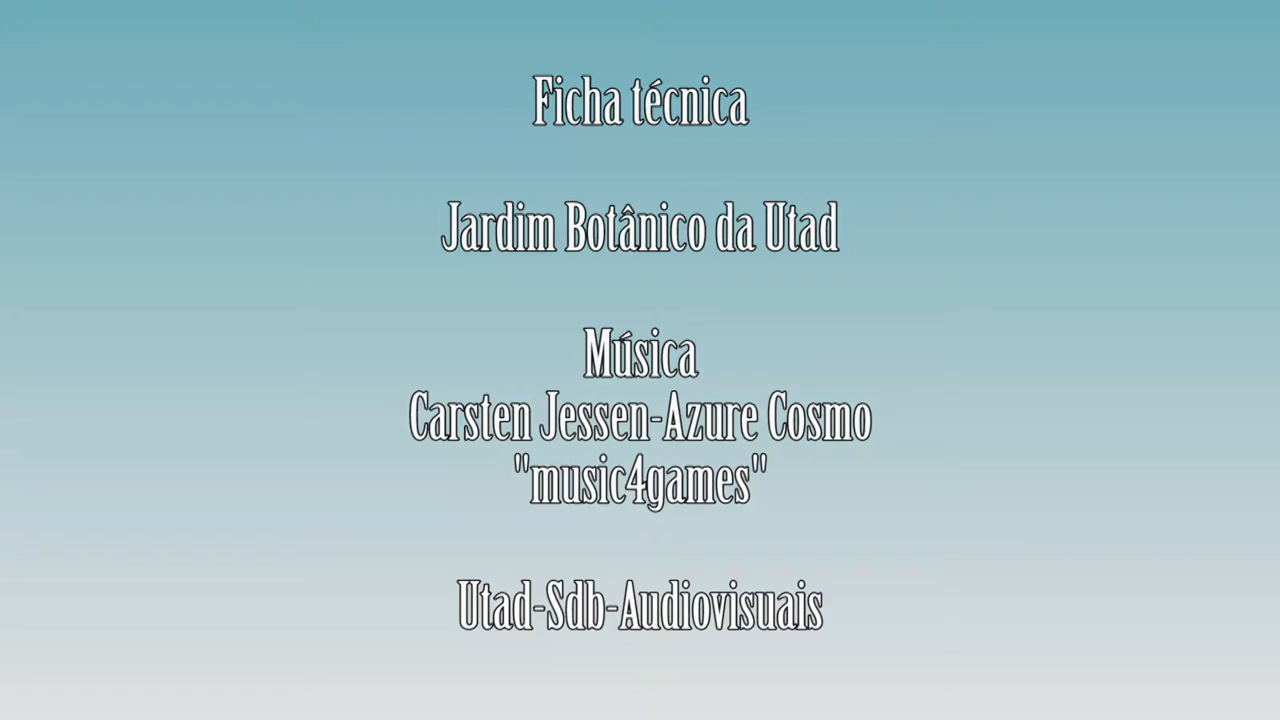 Ficha técnica
Jardim Botânico da Utad
Música
Carsten Jessen-Azure Cosmo
"music4games"
Utad-Sdb-Audiovisuais